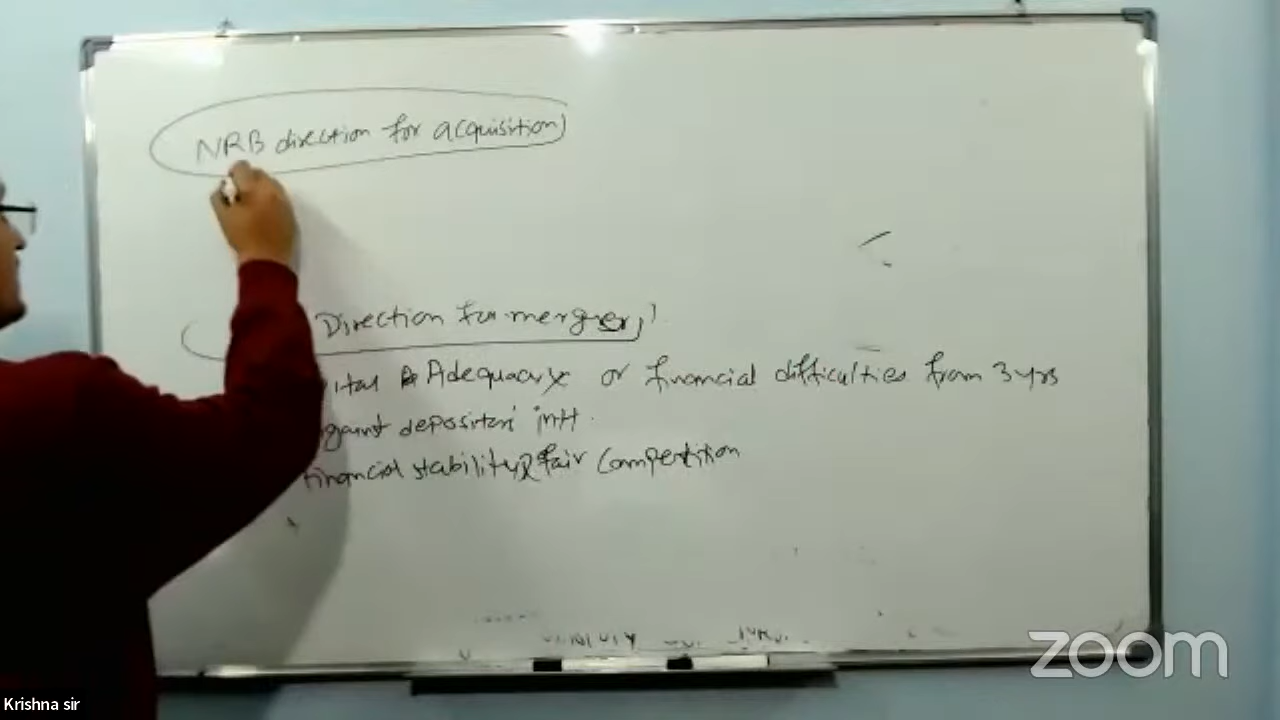 NRB direction for acquisition
Direction for merger,
Adequacy x or financial difficulties from 3 yrs
depositors' intt.
financial stability & fair competition
zoom
Krishna sir